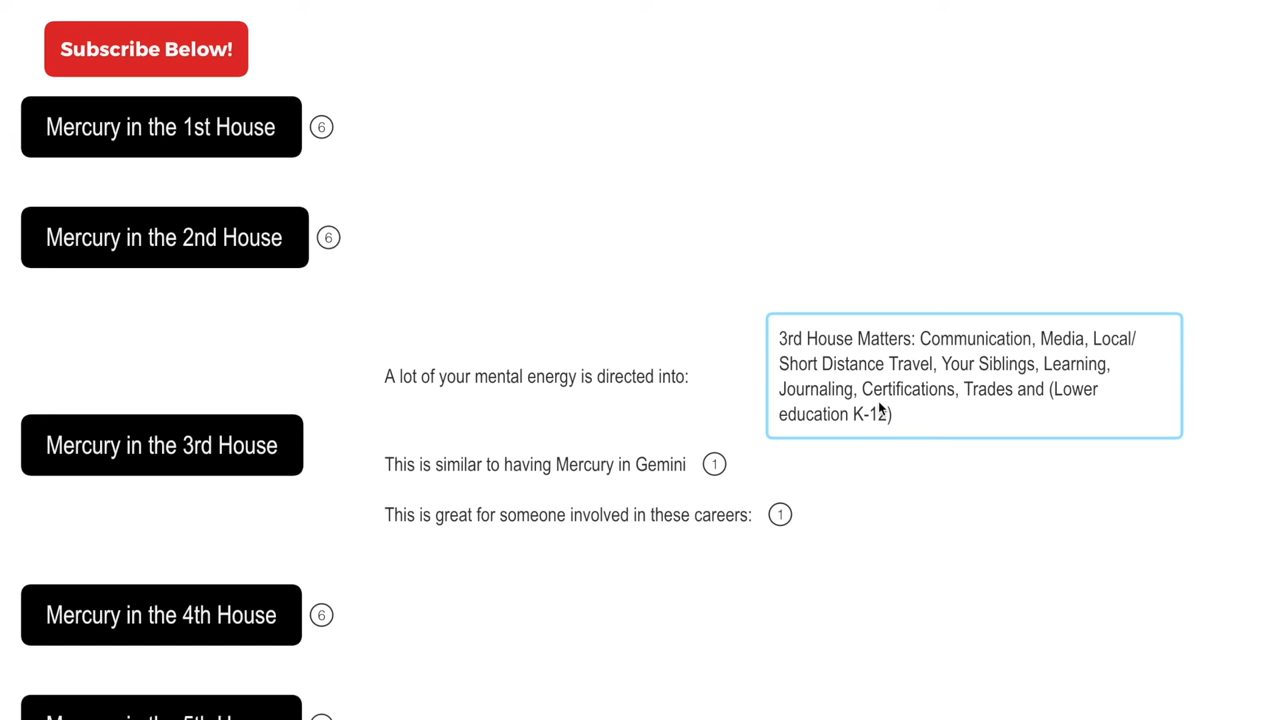 Subscribe Below!
Mercury in the 1st House
6
Mercury in the 2nd House
6
3rd House Matters: Communication, Media, Local/
Short Distance Travel, Your Siblings, Learning,
Journaling, Certifications, Trades and (Lower
education K-12)
A lot of your mental energy is directed into:
Mercury in the 3rd House
This is similar to having Mercury in Gemini
1
This is great for someone involved in these careers:
1
Mercury in the 4th House
6